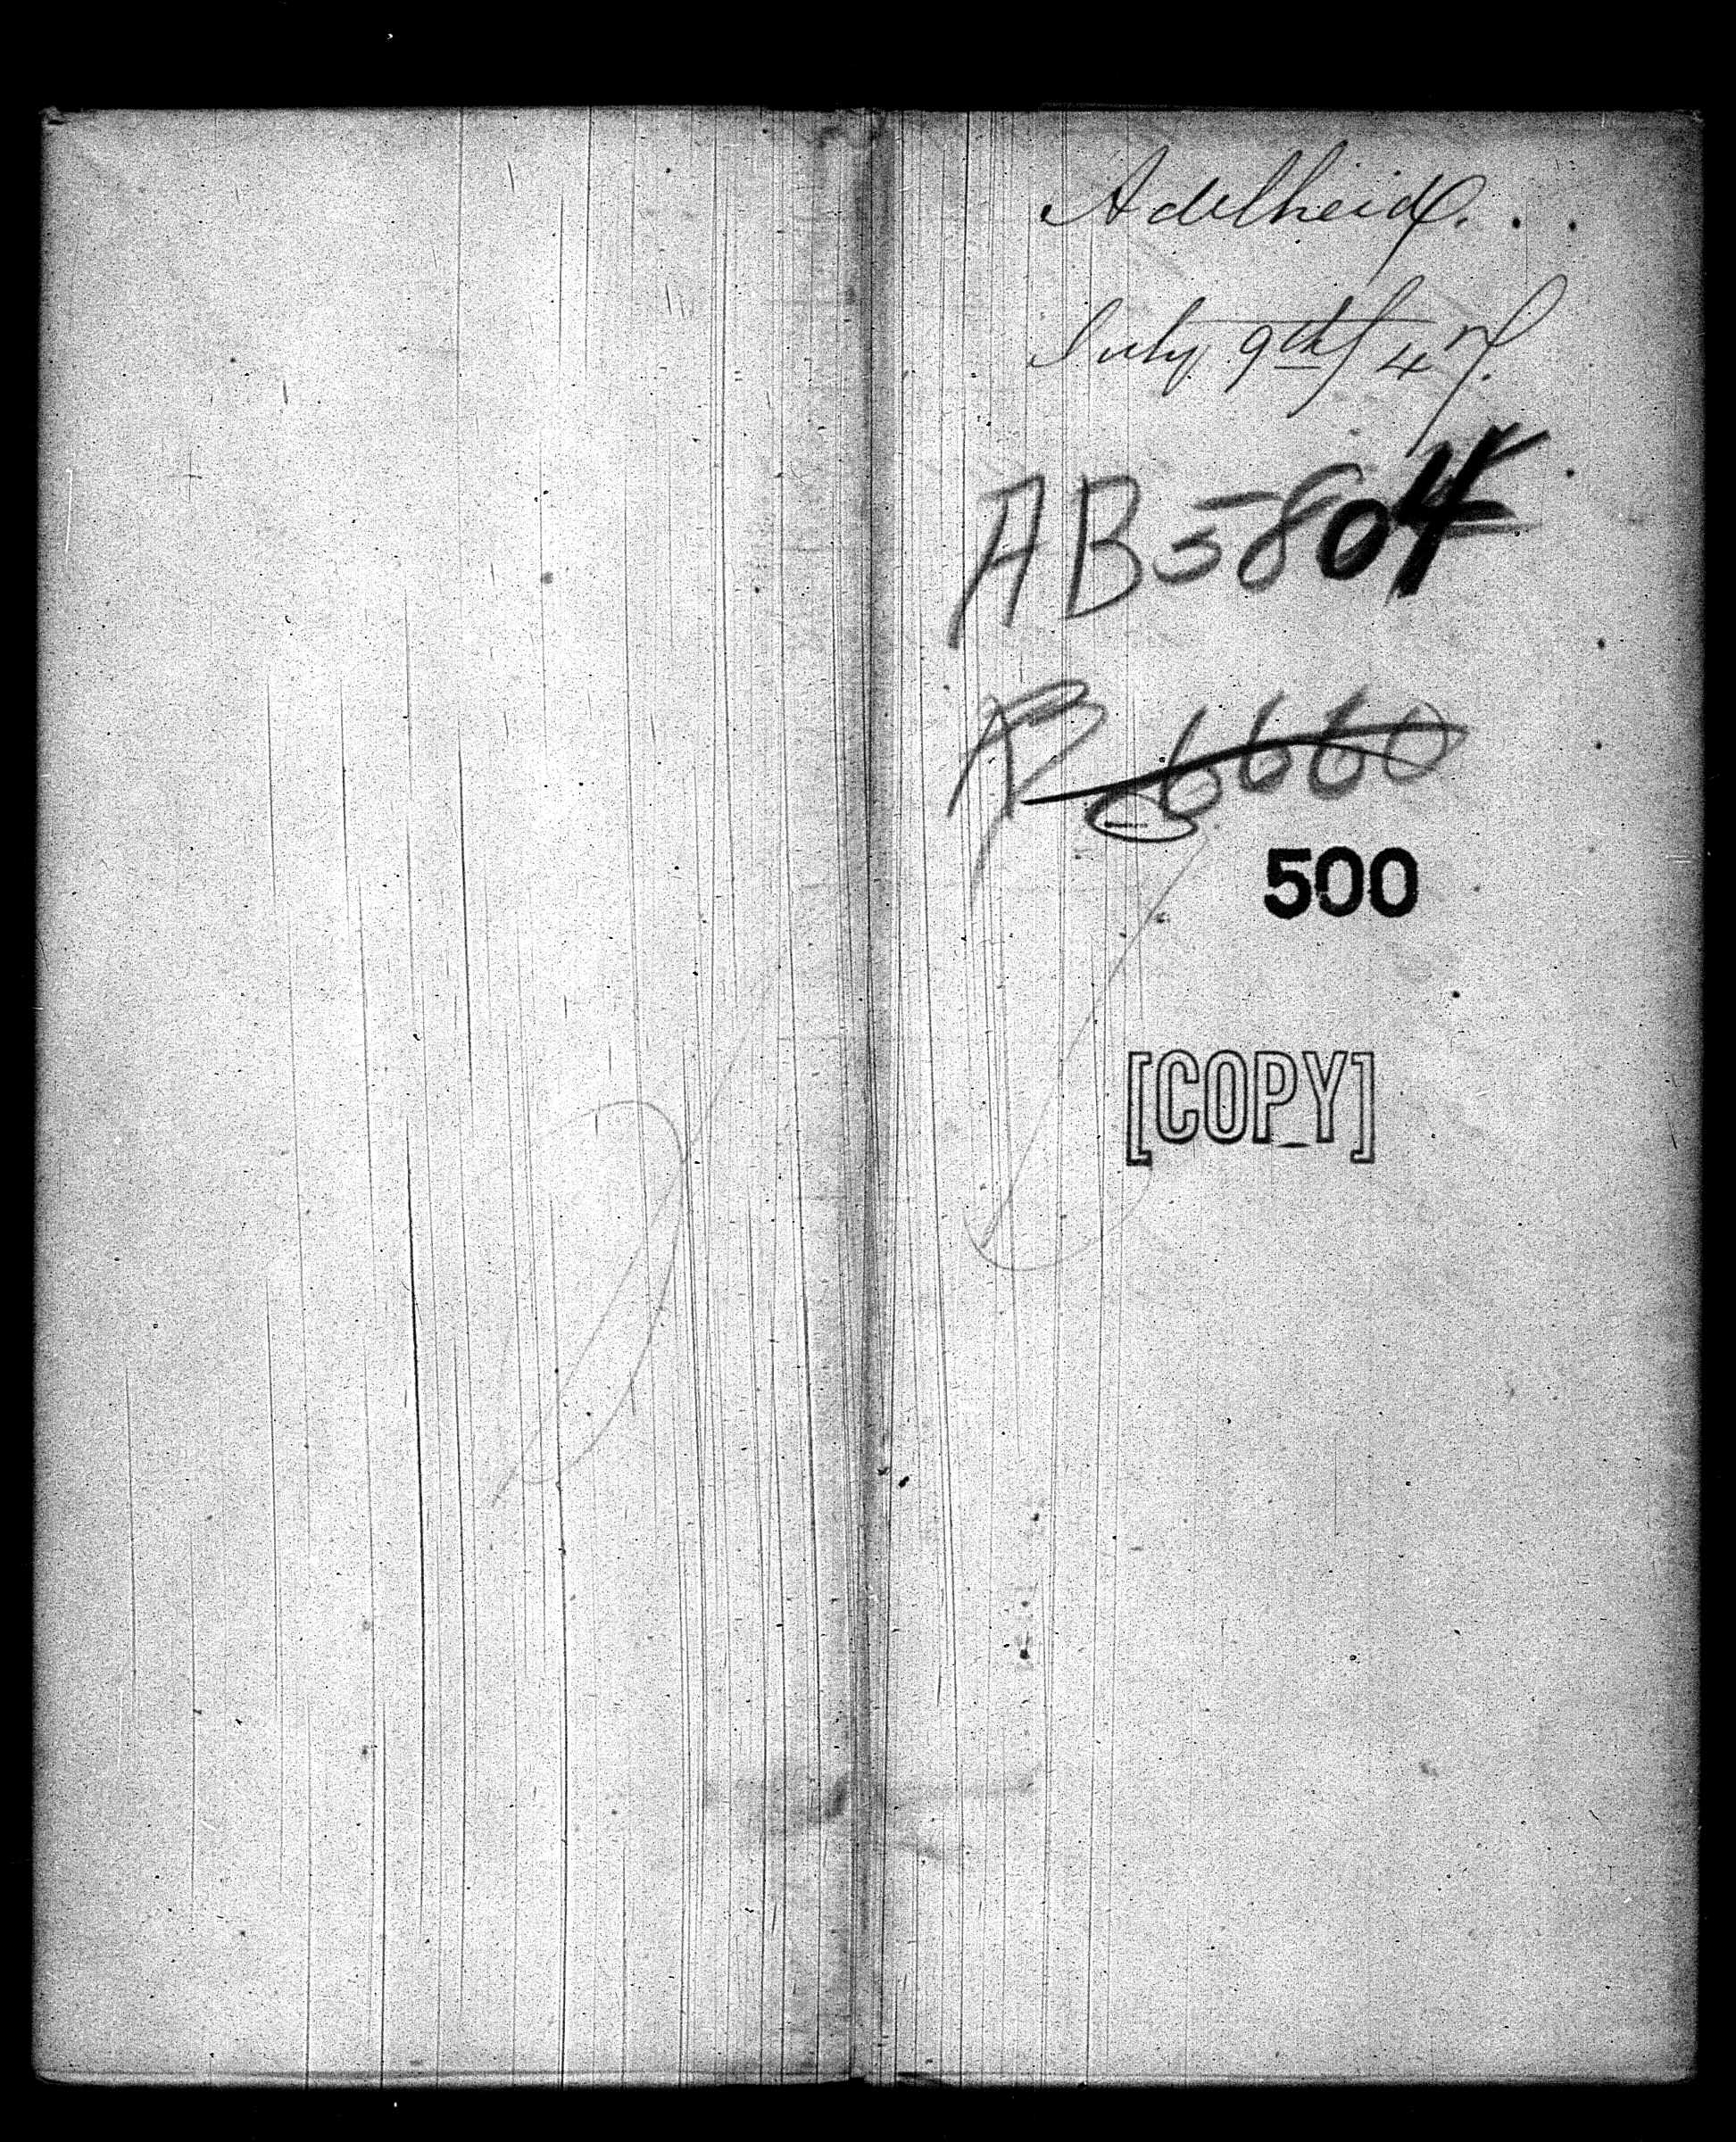 Adelheid. . .
July 9th/47.
AB 5804
AB 6660
500
[COPY]